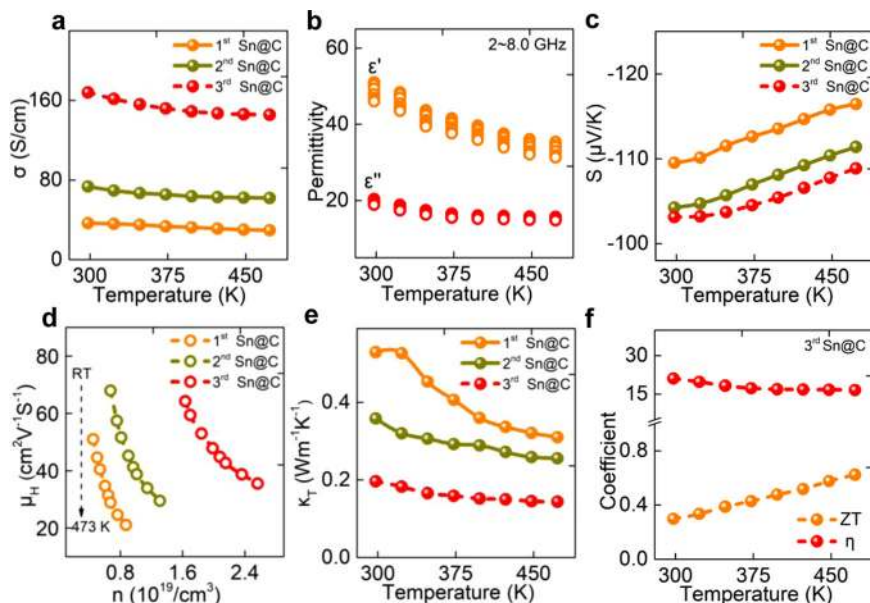 a
1st Sn@C
2nd Sn@C
3rd Sn@C
160
80
0
σ (S/cm)
300 375 450
Temperature (K)
b
2~8.0 GHz
ε'
ε''
60
40
20
Permittivity
300 375 450
Temperature (K)
c
1st Sn@C
2nd Sn@C
3rd Sn@C
-120
-110
-100
S (μV/K)
300 375 450
Temperature (K)
d
1st Sn@C
2nd Sn@C
3rd Sn@C
RT
473 K
80
60
40
20
μH (cm2V-1S-1)
0.8 1.6 2.4
n (10^19/cm3)
e
1st Sn@C
2nd Sn@C
3rd Sn@C
0.4
0.2
0.0
κT (Wm-1K-1)
300 375 450
Temperature (K)
f
3rd Sn@C
30
15
0.8
0.4
0.0
Coefficient
ZT
η
300 375 450
Temperature (K)